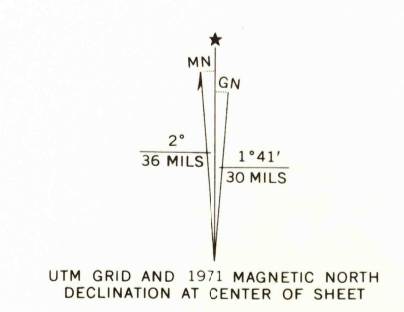 MN
GN
2°
36 MILS
1°41'
30 MILS
UTM GRID AND 1971 MAGNETIC NORTH
DECLINATION AT CENTER OF SHEET